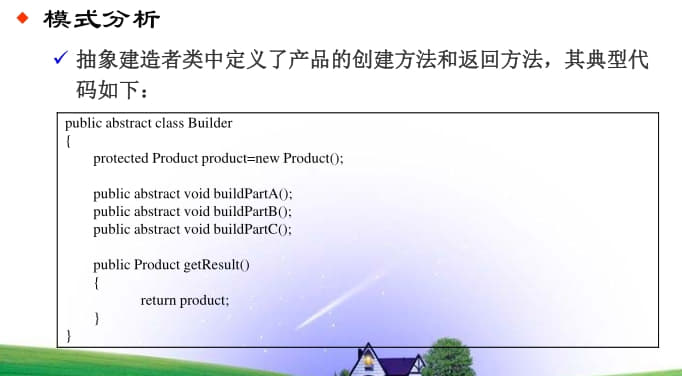 模式分析
抽象建造者类中定义了产品的创建方法和返回方法，其典型代
码如下：
public abstract class Builder
{
protected Product product=new Product();
public abstract void buildPartA();
public abstract void buildPartB();
public abstract void buildPartC();
public Product getResult()
{
return product;
}
}